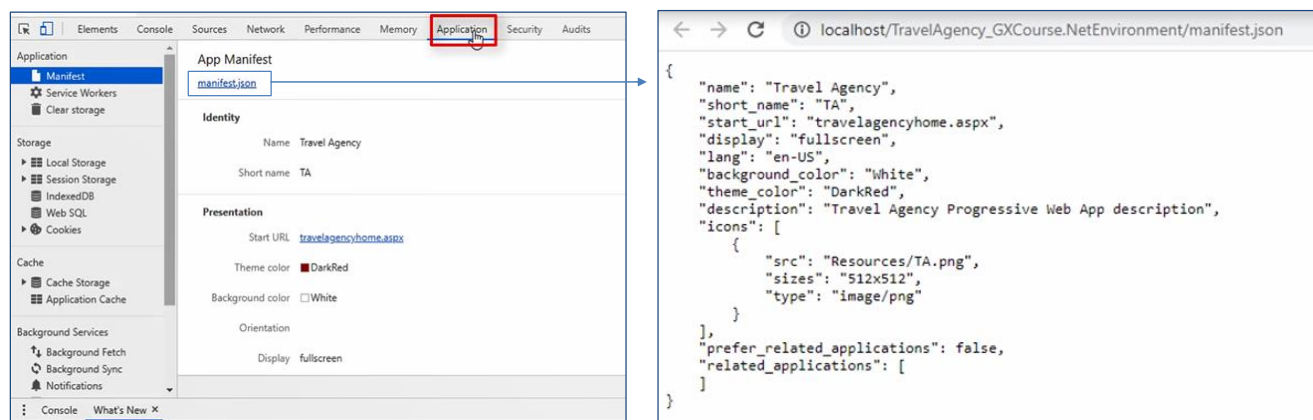 Elements Console Sources Network Performance Memory Application Security Audits
Application
Manifest
Service Workers
Clear storage
Storage
Local Storage
Session Storage
IndexedDB
Web SQL
Cookies
Cache
Cache Storage
Application Cache
Background Services
Background Fetch
Background Sync
Notifications
App Manifest
manifest.json
Identity
Name Travel Agency
Short name TA
Presentation
Start URL travelagencyhome.aspx
Theme color DarkRed
Background color White
Orientation
Display fullscreen
Console What's New ×
localhost/TravelAgency_GXCourse.NetEnvironment/manifest.json
{
"name": "Travel Agency",
"short_name": "TA",
"start_url": "travelagencyhome.aspx",
"display": "fullscreen",
"lang": "en-US",
"background_color": "White",
"theme_color": "DarkRed",
"description": "Travel Agency Progressive Web App description",
"icons": [
{
"src": "Resources/TA.png",
"sizes": "512x512",
"type": "image/png"
}
],
"prefer_related_applications": false,
"related_applications": [
]
}